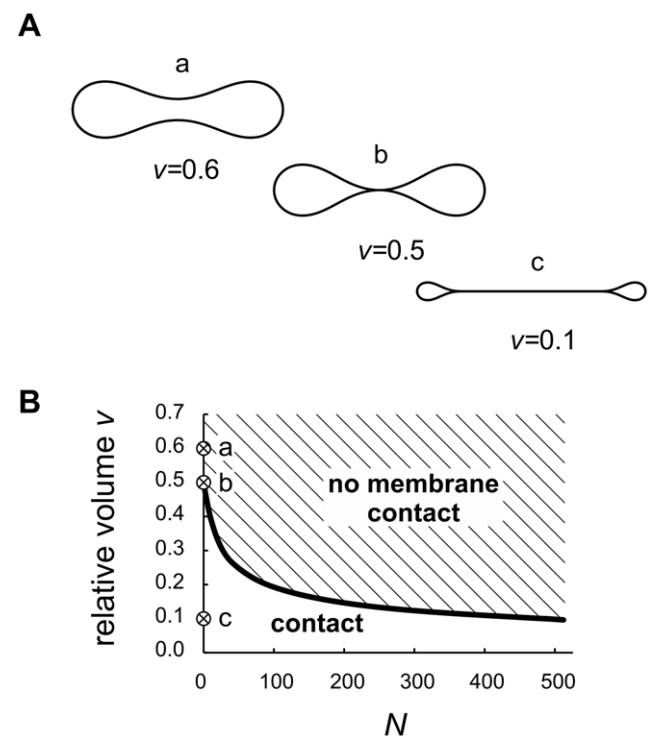 A
a
v=0.6
b
v=0.5
c
v=0.1
B
relative volume v
0.7
0.6
0.5
0.4
0.3
0.2
0.1
0.0
a
b
c
no membrane
contact
contact
0 100 200 300 400 500
N